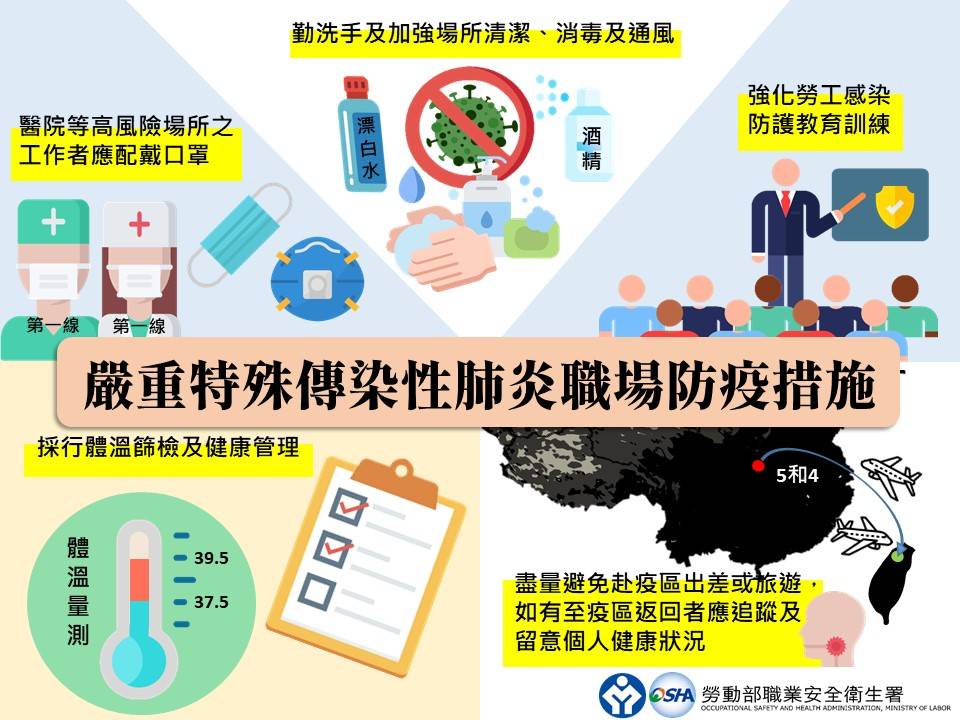 勤洗手及加強場所清潔、消毒及通風
漂白水
酒精
醫院等高風險場所之
工作者應配戴口罩
第一線
第一線
強化勞工感染
防護教育訓練
嚴重特殊傳染性肺炎職場防疫措施
採行體溫篩檢及健康管理
體溫量測
39.5
37.5
5和4
盡量避免赴疫區出差或旅遊，
如有至疫區返回者應追蹤及
留意個人健康狀況
OSHA
勞動部職業安全衛生署
OCCUPATIONAL SAFETY AND HEALTH ADMINISTRATION, MINISTRY OF LABOR